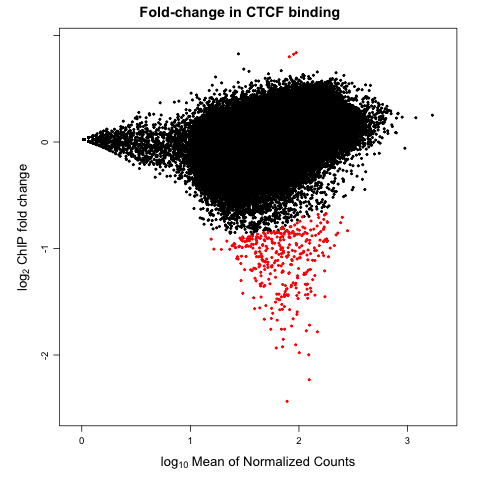 Fold-change in CTCF binding
0
-1
-2
log2 ChIP fold change
0
1
2
3
log10 Mean of Normalized Counts